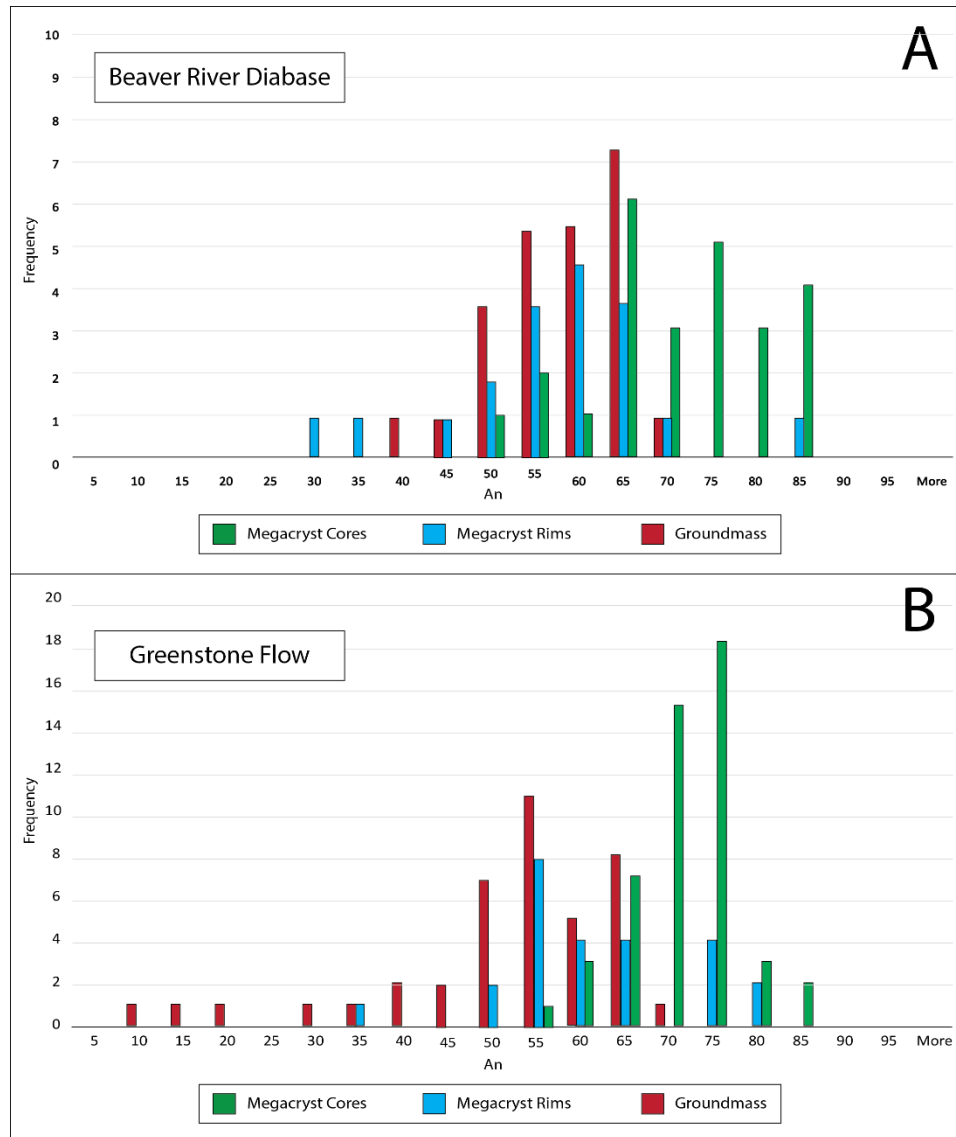 A
Beaver River Diabase
10
9
8
7
6
5
4
3
2
1
0
Frequency
5 10 15 20 25 30 35 40 45 50 55 60 65 70 75 80 85 90 95 More
An
Megacryst Cores Megacryst Rims Groundmass
B
Greenstone Flow
20
18
16
14
12
10
8
6
4
2
0
Frequency
5 10 15 20 25 30 35 40 45 50 55 60 65 70 75 80 85 90 95 More
An
Megacryst Cores Megacryst Rims Groundmass